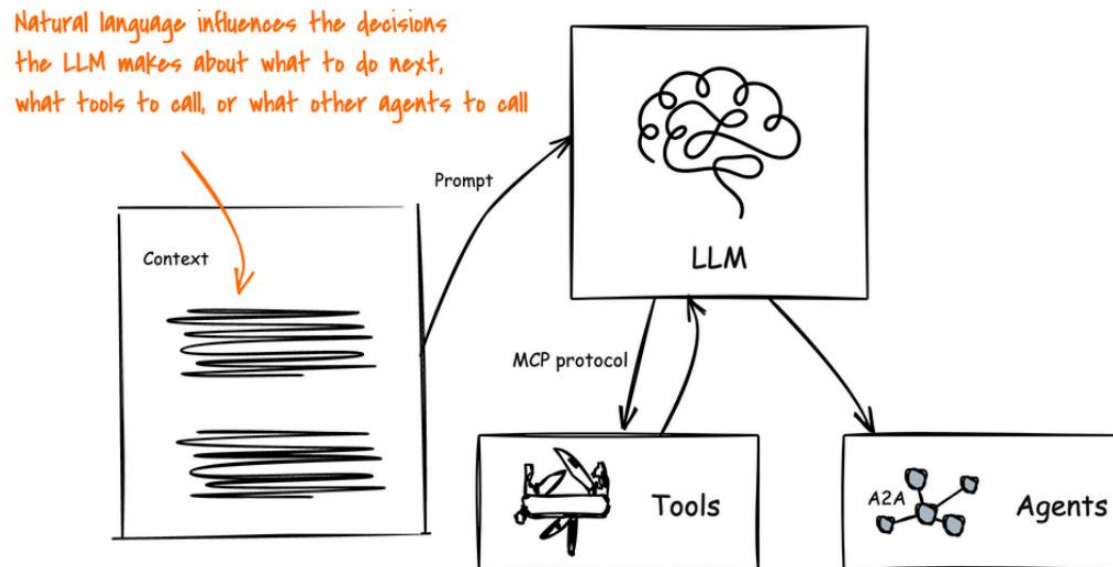 Natural language influences the decisions
the LLM makes about what to do next,
what tools to call, or what other agents to call
Prompt
Context
LLM
MCP protocol
Tools
A2A
Agents